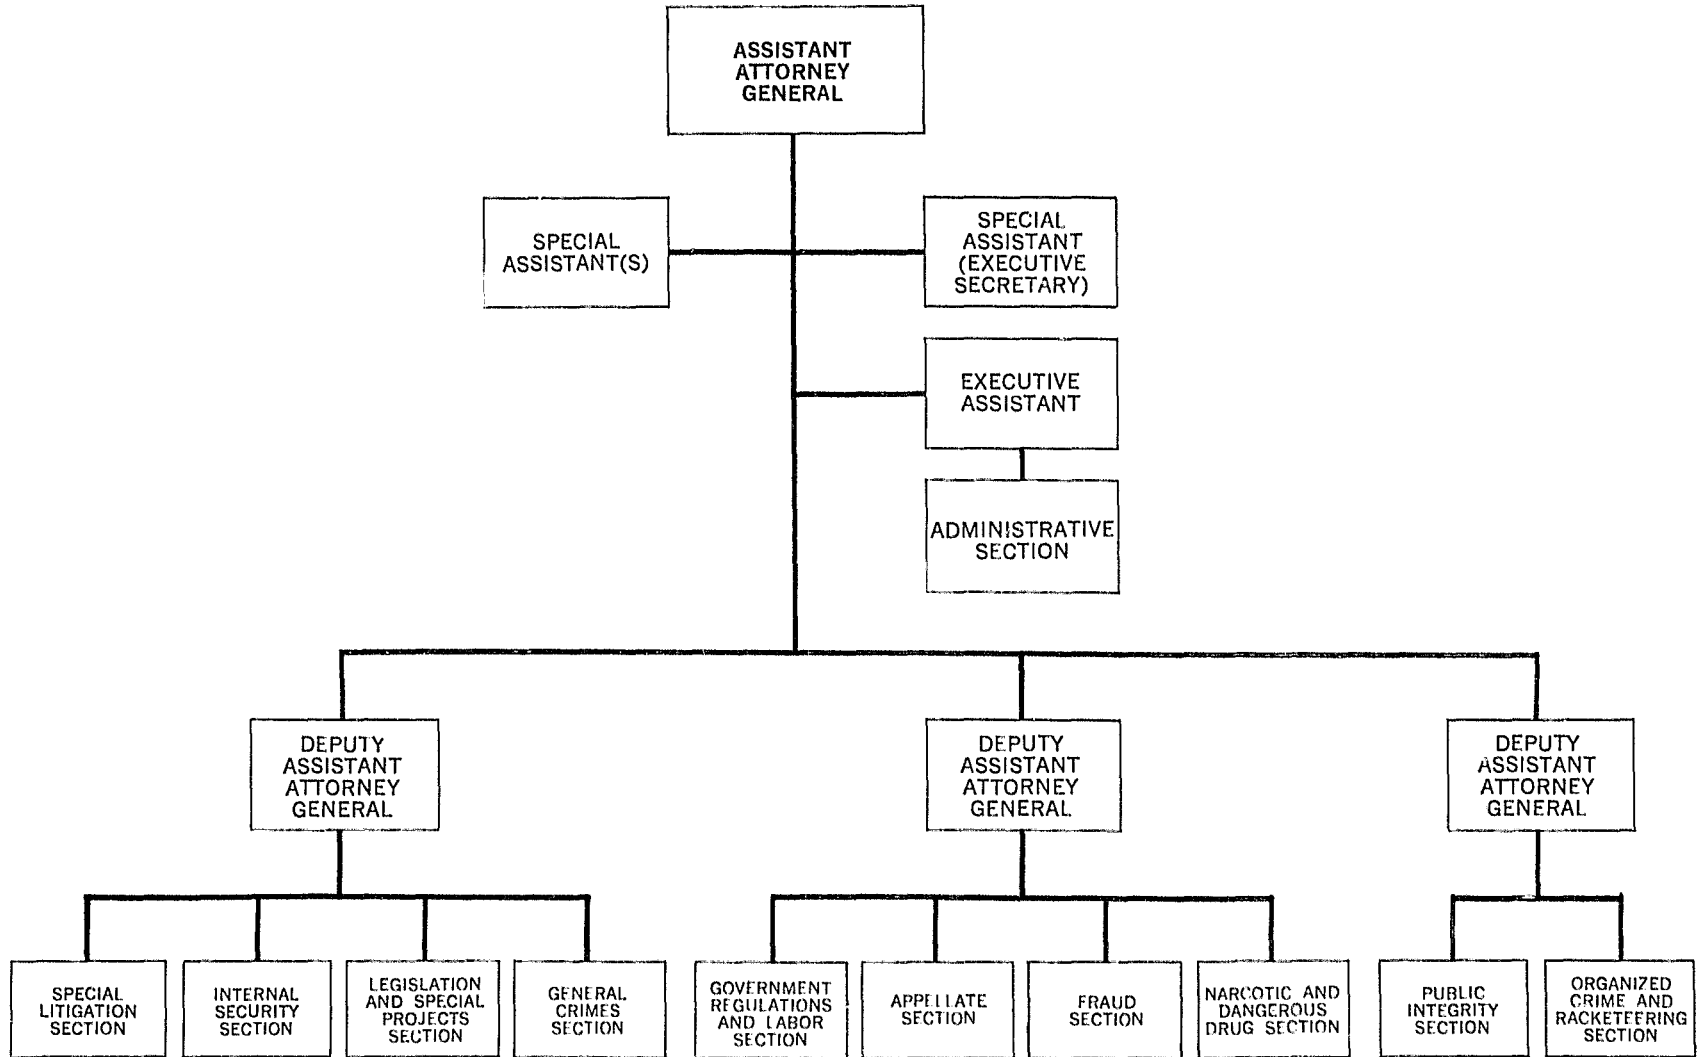 ASSISTANT
ATTORNEY
GENERAL
SPECIAL
ASSISTANT(S)
SPECIAL
ASSISTANT
(EXECUTIVE
SECRETARY)
EXECUTIVE
ASSISTANT
ADMINISTRATIVE
SECTION
DEPUTY
ASSISTANT
ATTORNEY
GENERAL
DEPUTY
ASSISTANT
ATTORNEY
GENERAL
DEPUTY
ASSISTANT
ATTORNEY
GENERAL
SPECIAL
LITIGATION
SECTION
INTERNAL
SECURITY
SECTION
LEGISLATION
AND SPECIAL
PROJECTS
SECTION
GENERAL
CRIMES
SECTION
GOVERNMENT
REGULATIONS
AND LABOR
SECTION
APPELLATE
SECTION
FRAUD
SECTION
NARCOTIC AND
DANGEROUS
DRUG SECTION
PUBLIC
INTEGRITY
SECTION
ORGANIZED
CRIME AND
RACKETEERING
SECTION